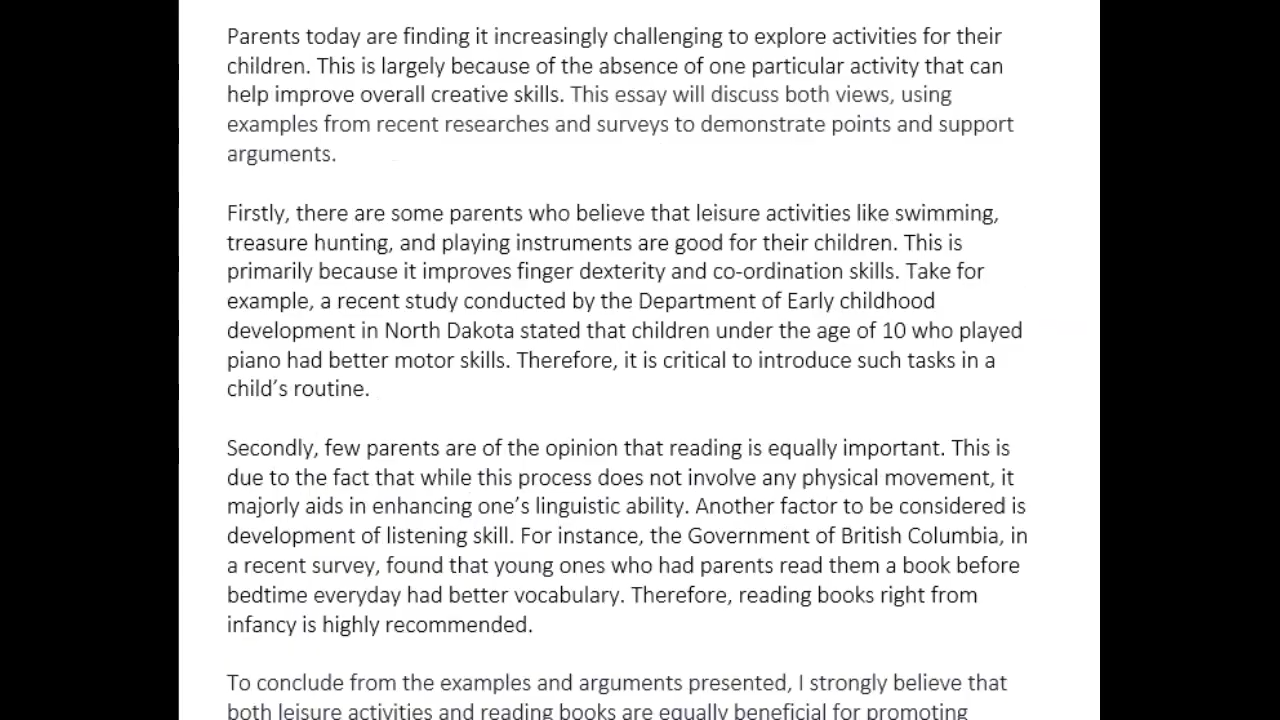 Parents today are finding it increasingly challenging to explore activities for their
children. This is largely because of the absence of one particular activity that can
help improve overall creative skills. This essay will discuss both views, using
examples from recent researches and surveys to demonstrate points and support
arguments.
Firstly, there are some parents who believe that leisure activities like swimming,
treasure hunting, and playing instruments are good for their children. This is
primarily because it improves finger dexterity and co-ordination skills. Take for
example, a recent study conducted by the Department of Early childhood
development in North Dakota stated that children under the age of 10 who played
piano had better motor skills. Therefore, it is critical to introduce such tasks in a
child’s routine.
Secondly, few parents are of the opinion that reading is equally important. This is
due to the fact that while this process does not involve any physical movement, it
majorly aids in enhancing one’s linguistic ability. Another factor to be considered is
development of listening skill. For instance, the Government of British Columbia, in
a recent survey, found that young ones who had parents read them a book before
bedtime everyday had better vocabulary. Therefore, reading books right from
infancy is highly recommended.
To conclude from the examples and arguments presented, I strongly believe that
both leisure activities and reading books are equally beneficial for promoting